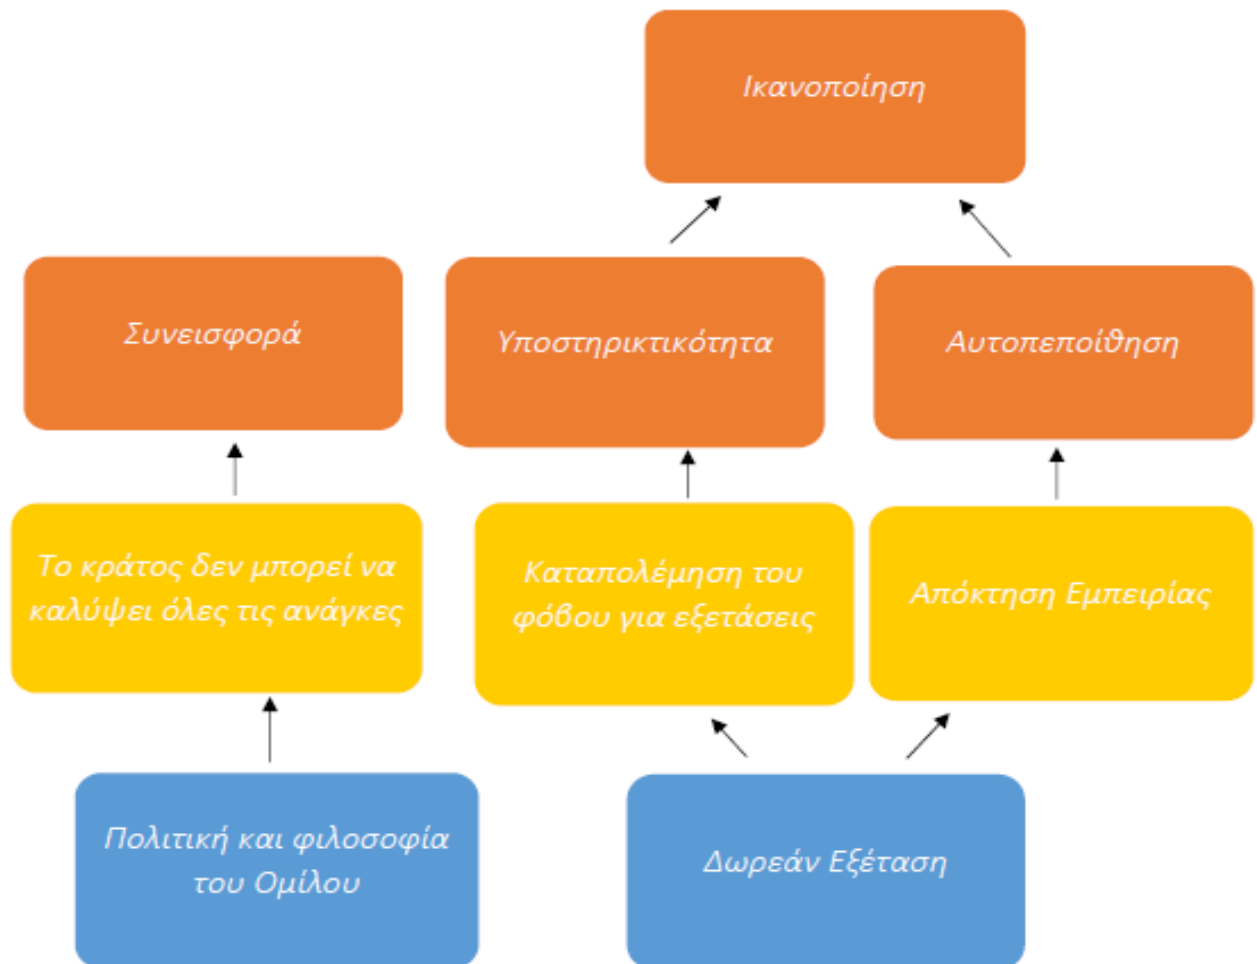 Ικανοποίηση
Συνεισφορά
Υποστηρικτικότητα
Αυτοπεποίθηση
Το κράτος δεν μπορεί να
καλύψει όλες τις ανάγκες
Καταπολέμηση του
φόβου για εξετάσεις
Απόκτηση Εμπειρίας
Πολιτική και φιλοσοφία
του Ομίλου
Δωρεάν Εξέταση